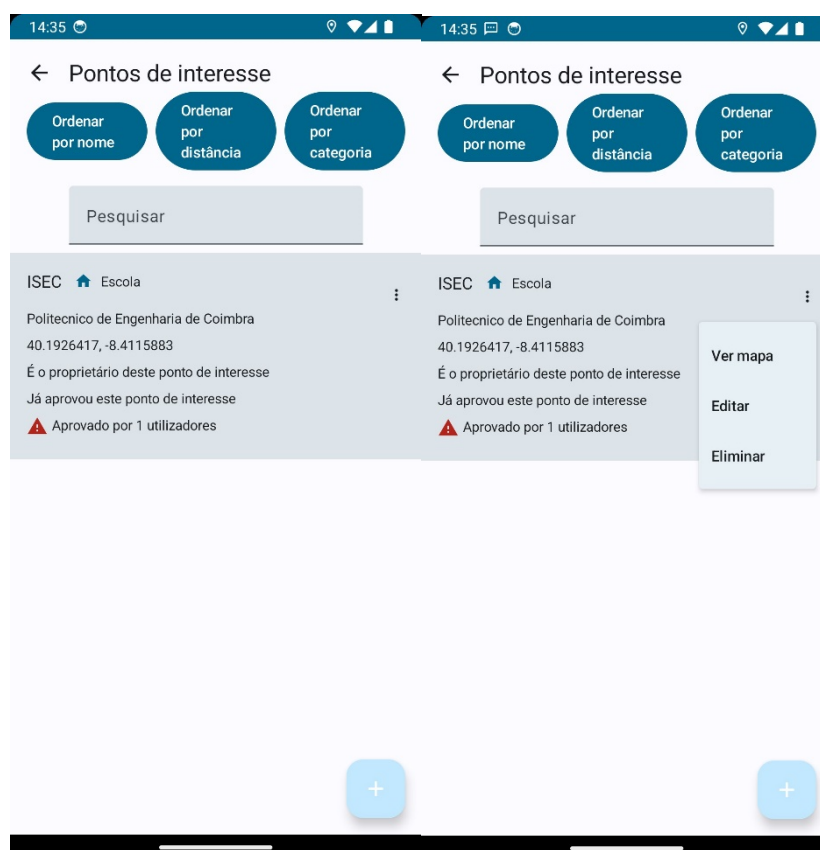 14:35
Pontos de interesse
Ordenar
por nome
Ordenar
por
distância
Ordenar
por
categoria
Pesquisar
ISEC Escola
Politecnico de Engenharia de Coimbra
40.1926417, -8.4115883
É o proprietário deste ponto de interesse
Já aprovou este ponto de interesse
Aprovado por 1 utilizadores
+
14:35
Pontos de interesse
Ordenar
por nome
Ordenar
por
distância
Ordenar
por
categoria
Pesquisar
ISEC Escola
Politecnico de Engenharia de Coimbra
40.1926417, -8.4115883
É o proprietário deste ponto de interesse
Já aprovou este ponto de interesse
Aprovado por 1 utilizadores
Ver mapa
Editar
Eliminar
+